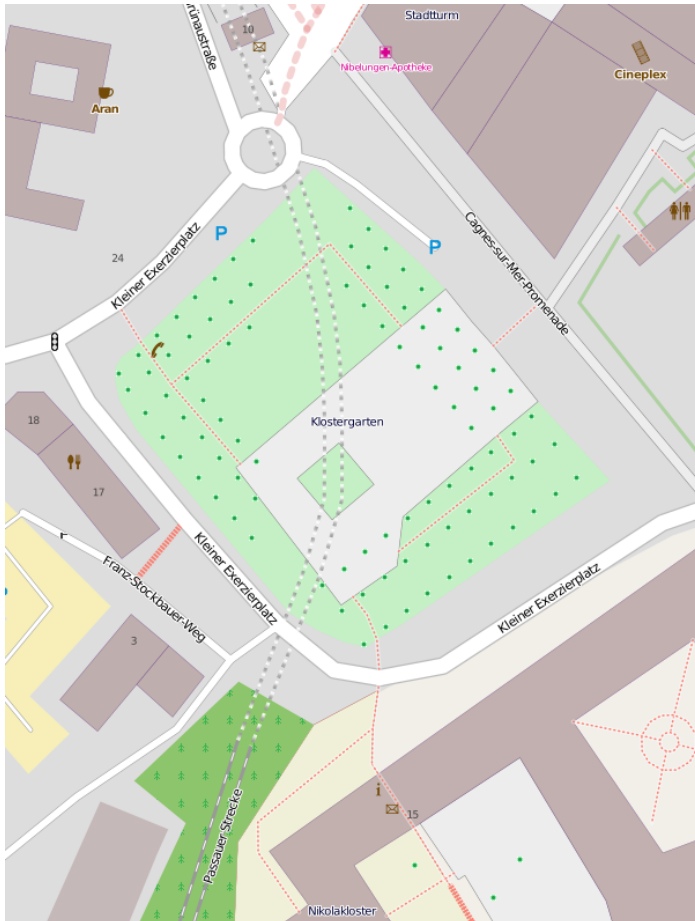 Stadtturm
Grünaustraße
10
Nibelungen-Apotheke
Cineplex
Aran
P
P
Cagnes-sur-Mer-Promenade
24
Kleiner Exerzierplatz
Klostergarten
18
17
Kleiner Exerzierplatz
Franz-Stockbauer-Weg
Kleiner Exerzierplatz
3
i
15
Passauer Strecke
Nikolakloster